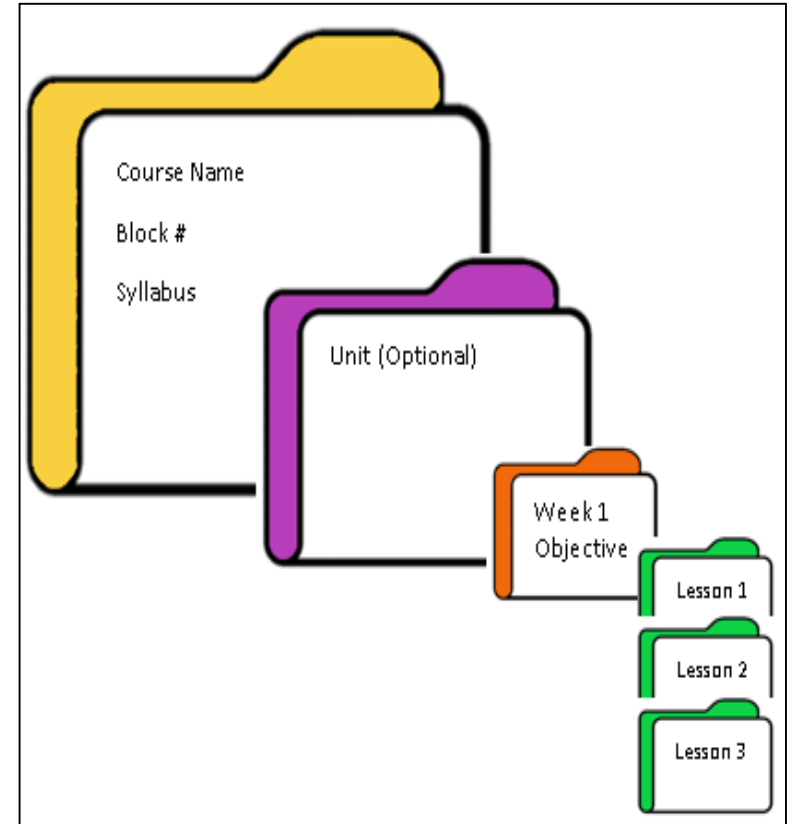 Course Name
Block #
Syllabus
Unit (Optional)
Week 1
Objective
Lesson 1
Lesson 2
Lesson 3